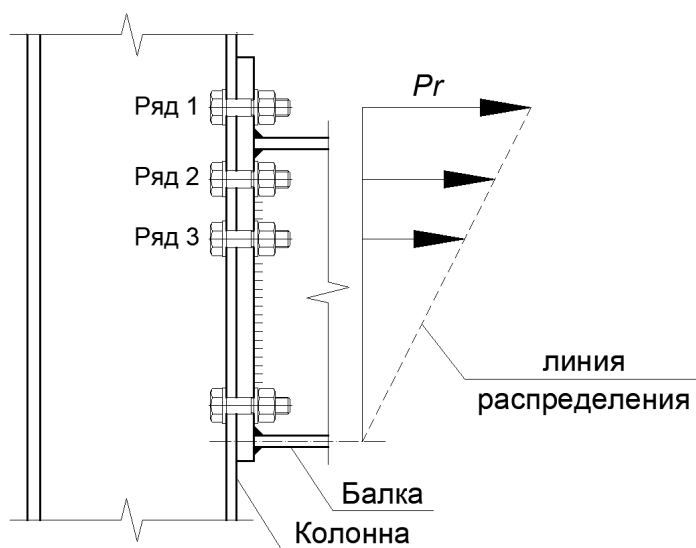 Ряд 1
Pr
Ряд 2
Ряд 3
линия
распределения
Балка
Колонна